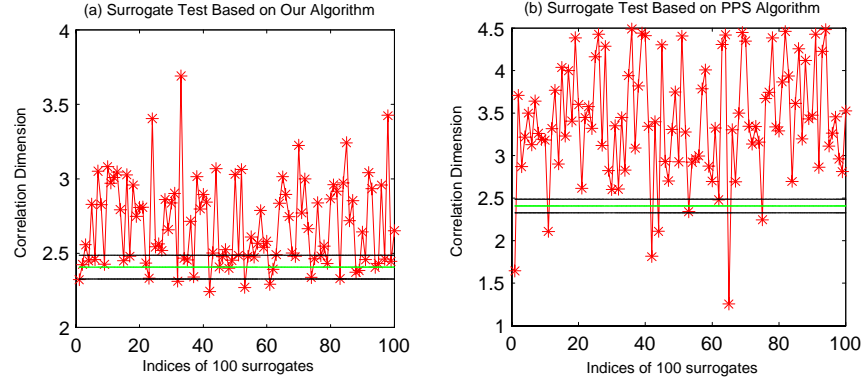 (a) Surrogate Test Based on Our Algorithm
4
3.5
3
2.5
2
0 20 40 60 80 100
Correlation Dimension
Indices of 100 surrogates
(b) Surrogate Test Based on PPS Algorithm
4.5
4
3.5
3
2.5
2
1.5
1
0 20 40 60 80 100
Correlation Dimension
Indices of 100 surrogates